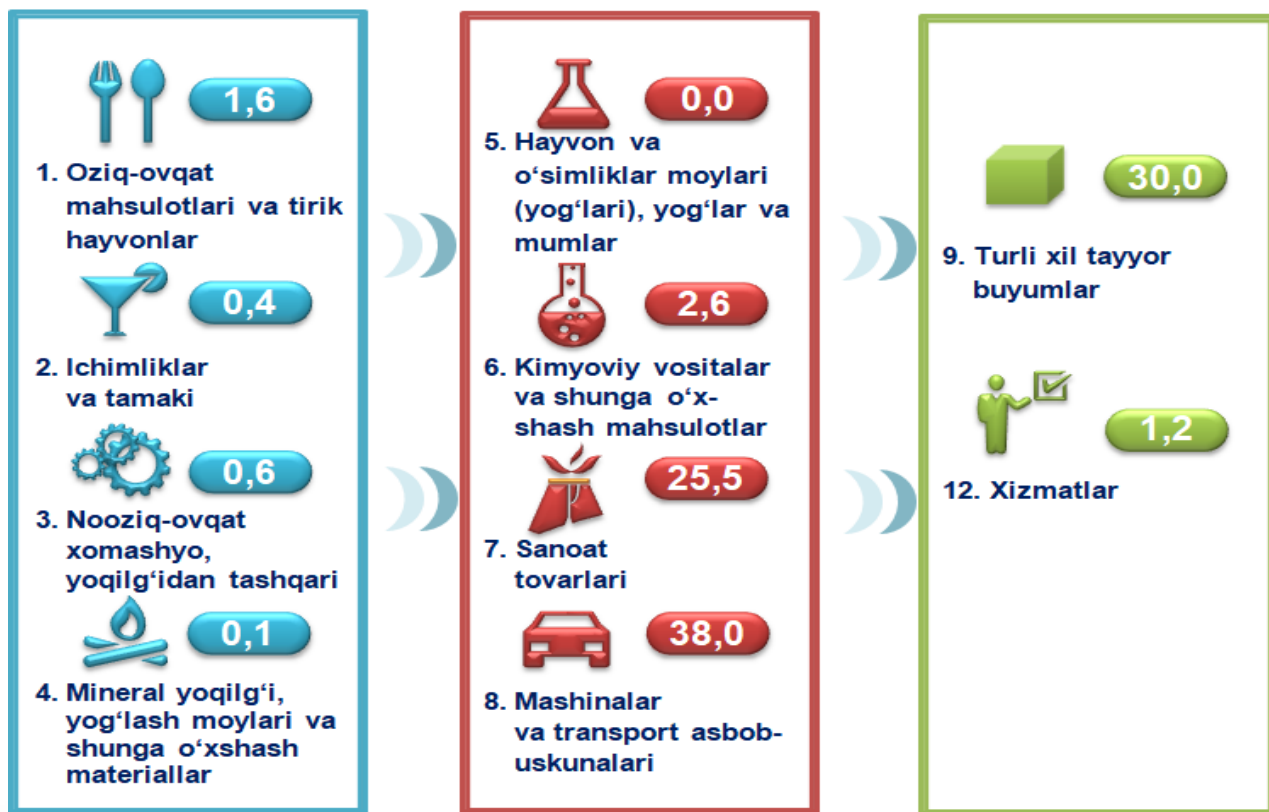 1,6
1. Oziq-ovqat
mahsulotlari va tirik
hayvonlar
0,4
2. Ichimliklar
va tamaki
0,6
3. Nooziq-ovqat
xomashyo,
yoqilg‘idan tashqari
0,1
4. Mineral yoqilg‘i,
yog‘lash moylari va
shunga o‘xshash
materiallar
0,0
5. Hayvon va
o‘simliklar moylari
(yog‘lari), yog‘lar va
mumlar
2,6
6. Kimyoviy vositalar
va shunga o‘x-
shash mahsulotlar
25,5
7. Sanoat
tovarlari
38,0
8. Mashinalar
va transport asbob-
uskunalari
30,0
9. Turli xil tayyor
buyumlar
1,2
12. Xizmatlar